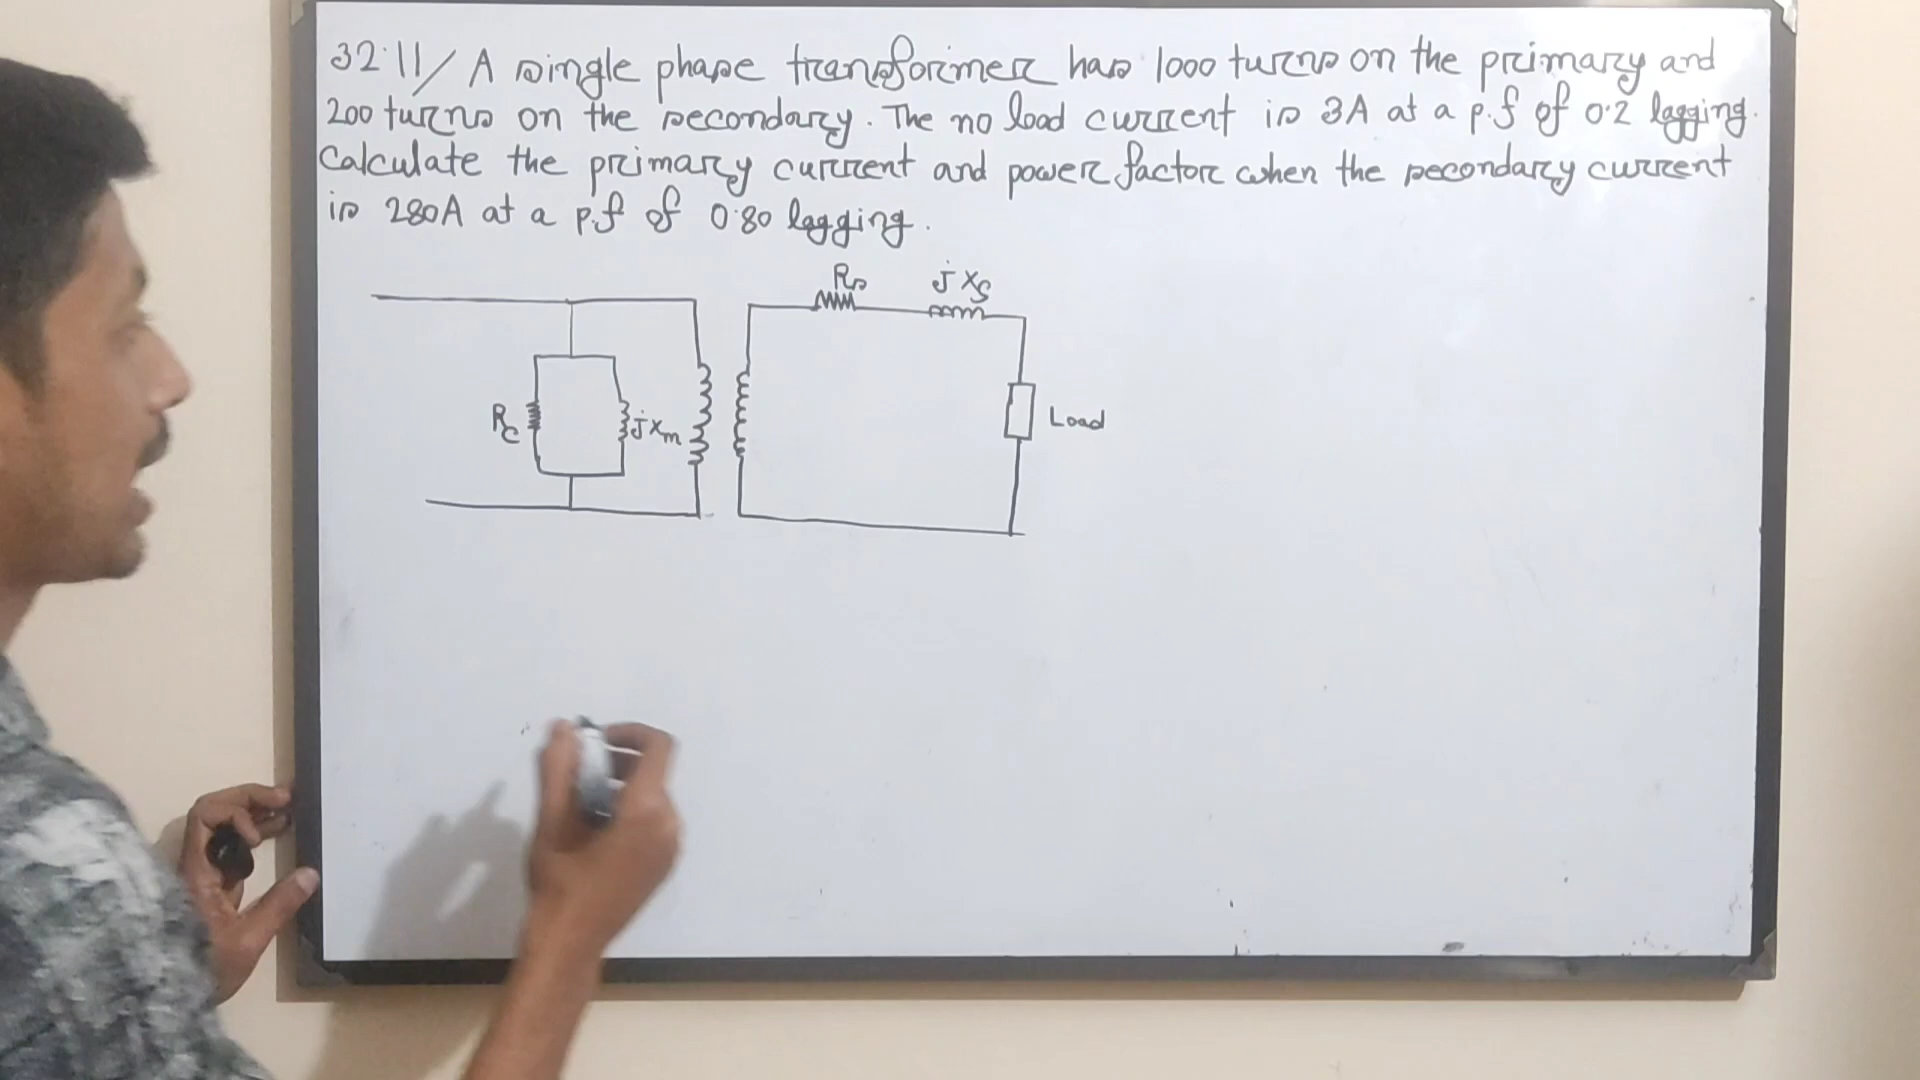 32.11/ A single phase transformer has 1000 turns on the primary and
200 turns on the secondary. The no load current is 3A at a p.f of 0.2 lagging.
Calculate the primary current and power factor when the secondary current
is 280A at a p.f of 0.80 lagging.
Rs jXs
Rc jXm Load